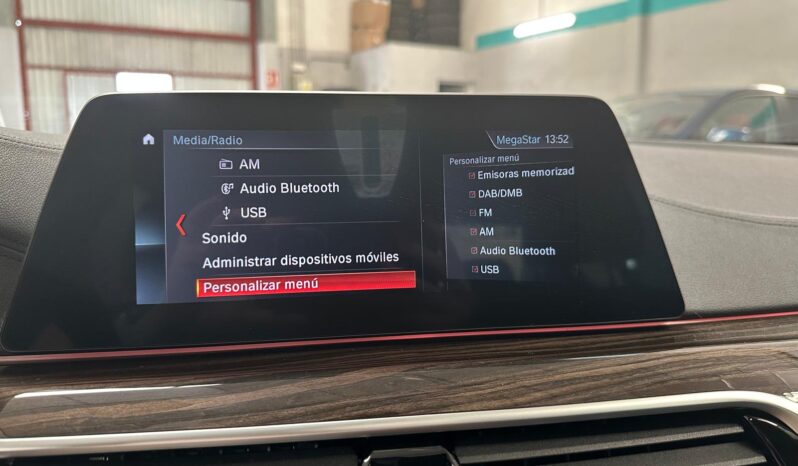 Media/Radio
MegaStar 13:52
AM
Audio Bluetooth
USB
Sonido
Administrar dispositivos móviles
Personalizar menú
Personalizar menú
Emisoras memorizad
DAB/DMB
FM
AM
Audio Bluetooth
USB